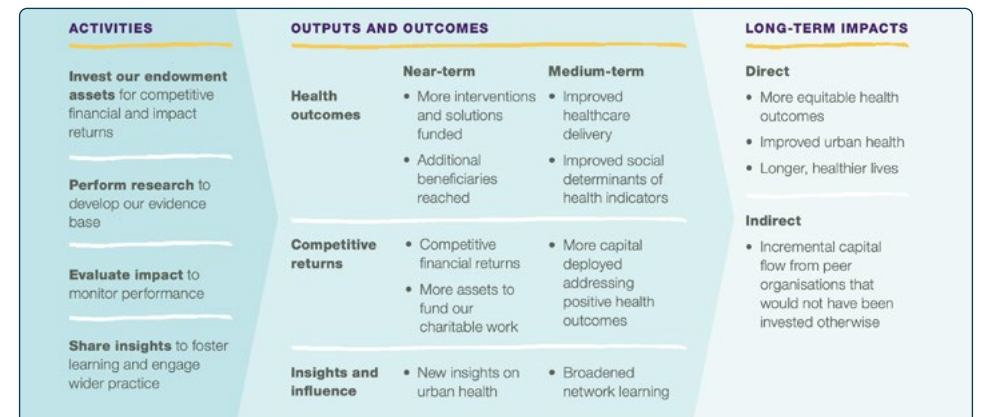 ACTIVITIES
Invest our endowment
assets for competitive
financial and impact
returns
Perform research to
develop our evidence
base
Evaluate impact to
monitor performance
Share insights to foster
learning and engage
wider practice
OUTPUTS AND OUTCOMES
Near-term
Medium-term
Health
outcomes
• More interventions
and solutions
funded
• Additional
beneficiaries
reached
• Improved
healthcare
delivery
• Improved social
determinants of
health indicators
Competitive
returns
• Competitive
financial returns
• More assets to
fund our
charitable work
• More capital
deployed
addressing
positive health
outcomes
Insights and
influence
• New insights on
urban health
• Broadened
network learning
LONG-TERM IMPACTS
Direct
• More equitable health
outcomes
• Improved urban health
• Longer, healthier lives
Indirect
• Incremental capital
flow from peer
organisations that
would not have been
invested otherwise